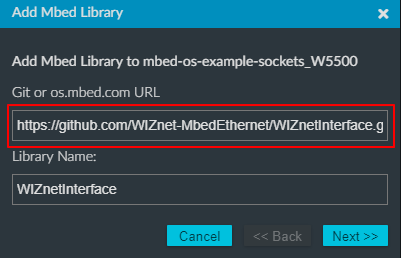 Add Mbed Library
Add Mbed Library to mbed-os-example-sockets_W5500
Git or os.mbed.com URL
https://github.com/WIZnet-MbedEthernet/WIZnetInterface.g
Library Name:
WIZnetInterface
Cancel
<< Back
Next >>